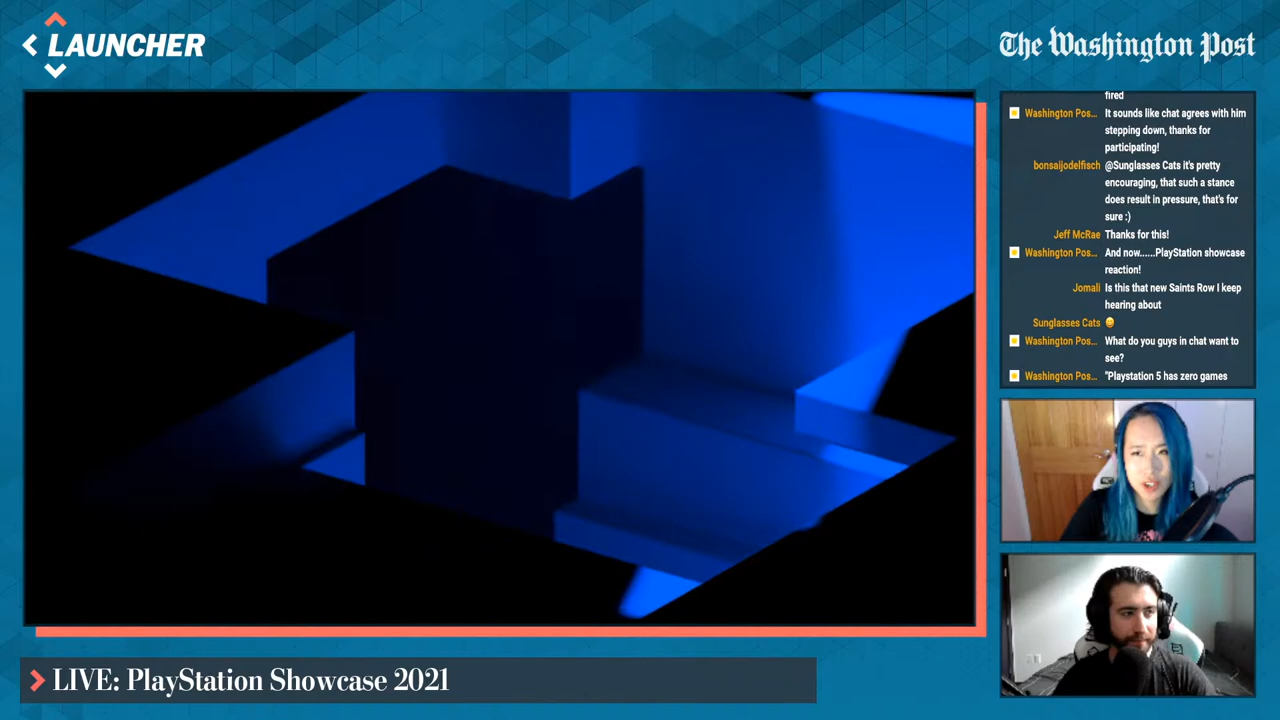 LAUNCHER
The Washington Post
fired
Washington Pos... It sounds like chat agrees with him
stepping down, thanks for
participating!
bonsaijodelfisch @Sunglasses Cats it's pretty
encouraging, that such a stance
does result in pressure, that's for
sure :)
Jeff McRae Thanks for this!
Washington Pos... And now......PlayStation showcase
reaction!
Jomali Is this that new Saints Row I keep
hearing about
Sunglasses Cats 😀
Washington Pos... What do you guys in chat want to
see?
Washington Pos... "Playstation 5 has zero games
LIVE: PlayStation Showcase 2021